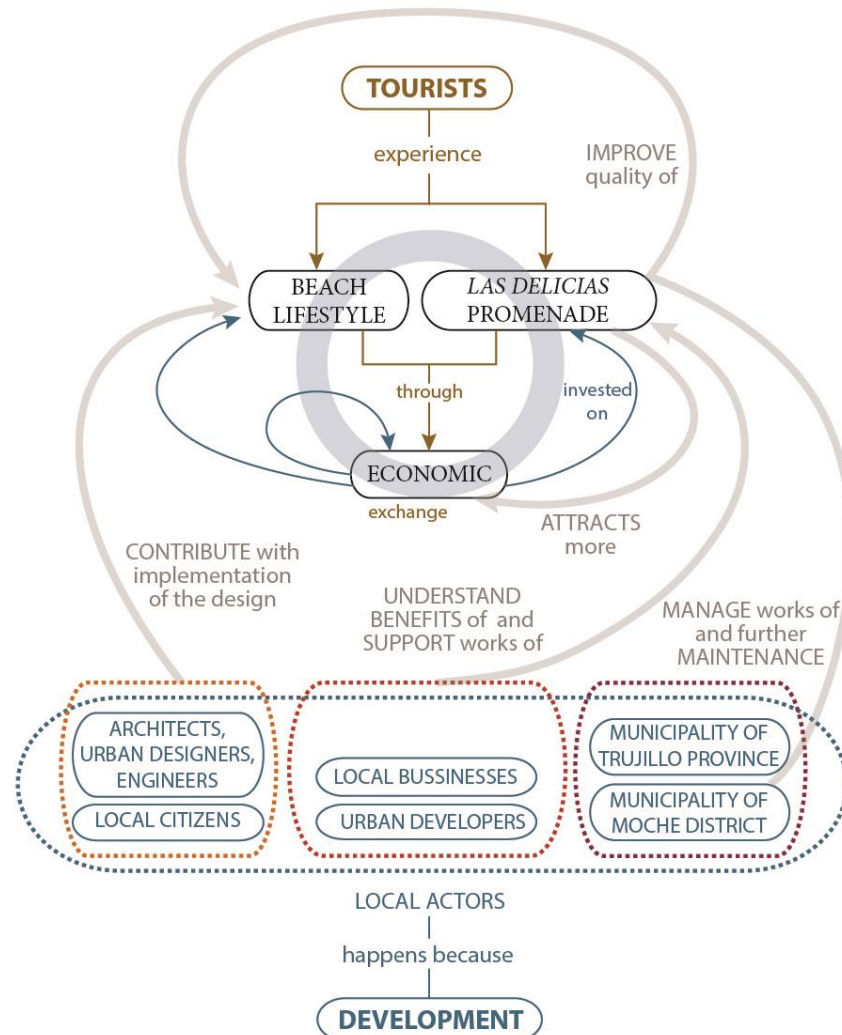 TOURISTS
experience
IMPROVE
quality of
BEACH
LIFESTYLE
LAS DELICIAS
PROMENADE
through
invested
on
ECONOMIC
exchange
ATTRACTS
more
CONTRIBUTE with
implementation
of the design
UNDERSTAND
BENEFITS of and
SUPPORT works of
MANAGE works of
and further
MAINTENANCE
ARCHITECTS,
URBAN DESIGNERS,
ENGINEERS
LOCAL CITIZENS
LOCAL BUSSINESSES
URBAN DEVELOPERS
MUNICIPALITY OF
TRUJILLO PROVINCE
MUNICIPALITY OF
MOCHE DISTRICT
LOCAL ACTORS
happens because
DEVELOPMENT